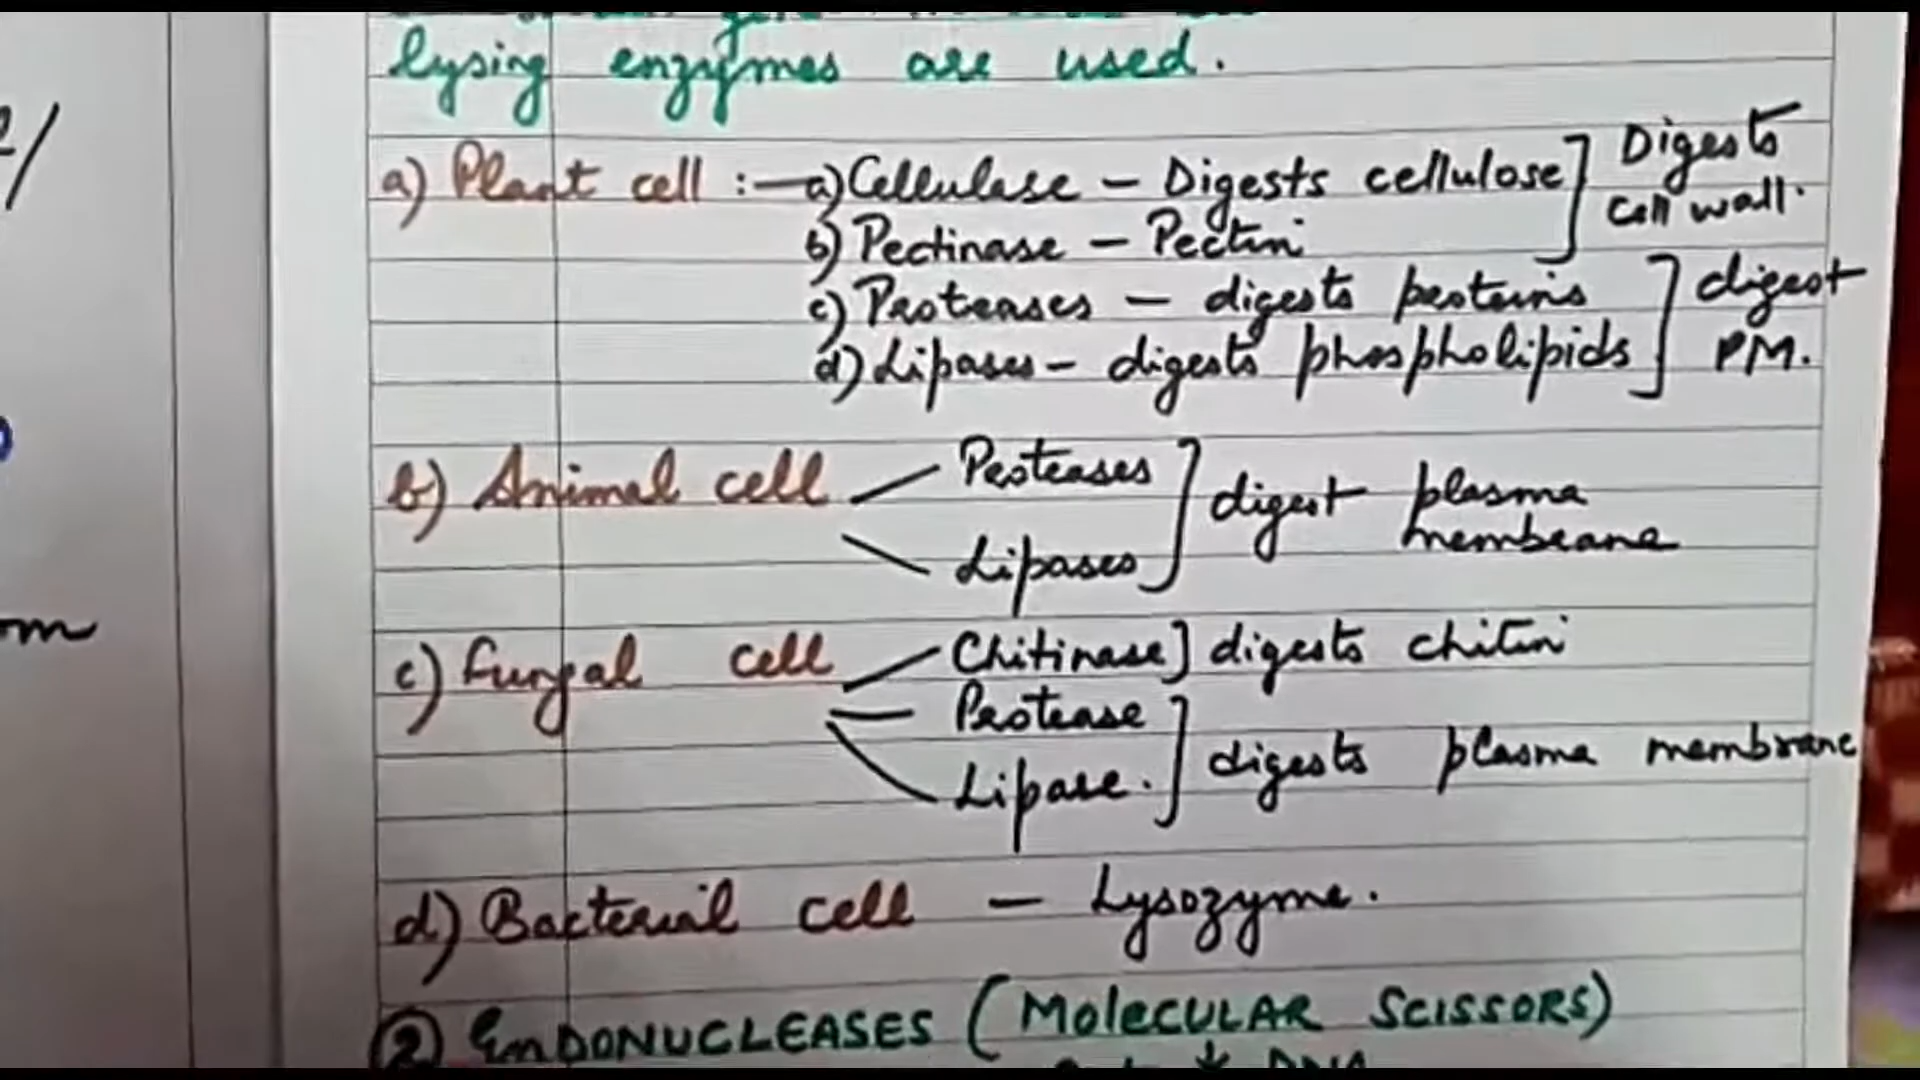 lysing enzymes are used.
a) Plant cell :— a) Cellulase – Digests cellulose ] Digests cell wall.
b) Pectinase – Pectin
c) Proteases – digests proteins ] digest PM.
d) Lipases – digests phospholipids
b) Animal cell – Proteases ] digest plasma membrane
Lipases
c) Fungal cell – Chitinase ] digests chitin
Protease ] digests plasma membrane
Lipase.
d) Bacterial cell – Lysozyme.
② ENDONUCLEASES (MOLECULAR SCISSORS)
DNA